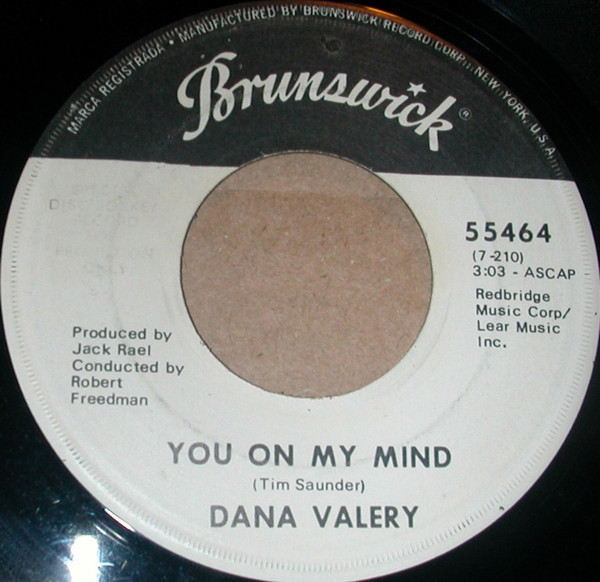 MARCA REGISTRADA • MANUFACTURED BY BRUNSWICK RECORD CORP., NEW YORK, U.S.A.
Brunswick®
55464
(7-210)
3:03 - ASCAP -
Redbridge
Music Corp/
Lear Music
Inc.
Produced by
Jack Rael
Conducted by
Robert
Freedman
YOU ON MY MIND
(Tim Saunder)
DANA VALERY